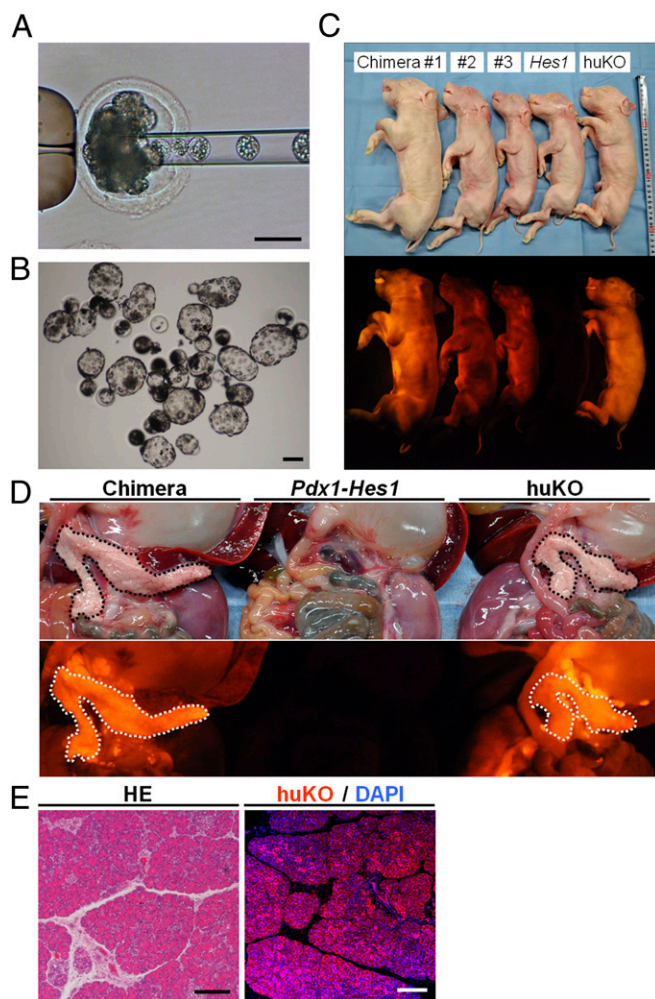 A
B
C
Chimera #1 #2 #3 Hes1 huKO
D
Chimera Pdx1-Hes1 huKO
E
HE huKO / DAPI